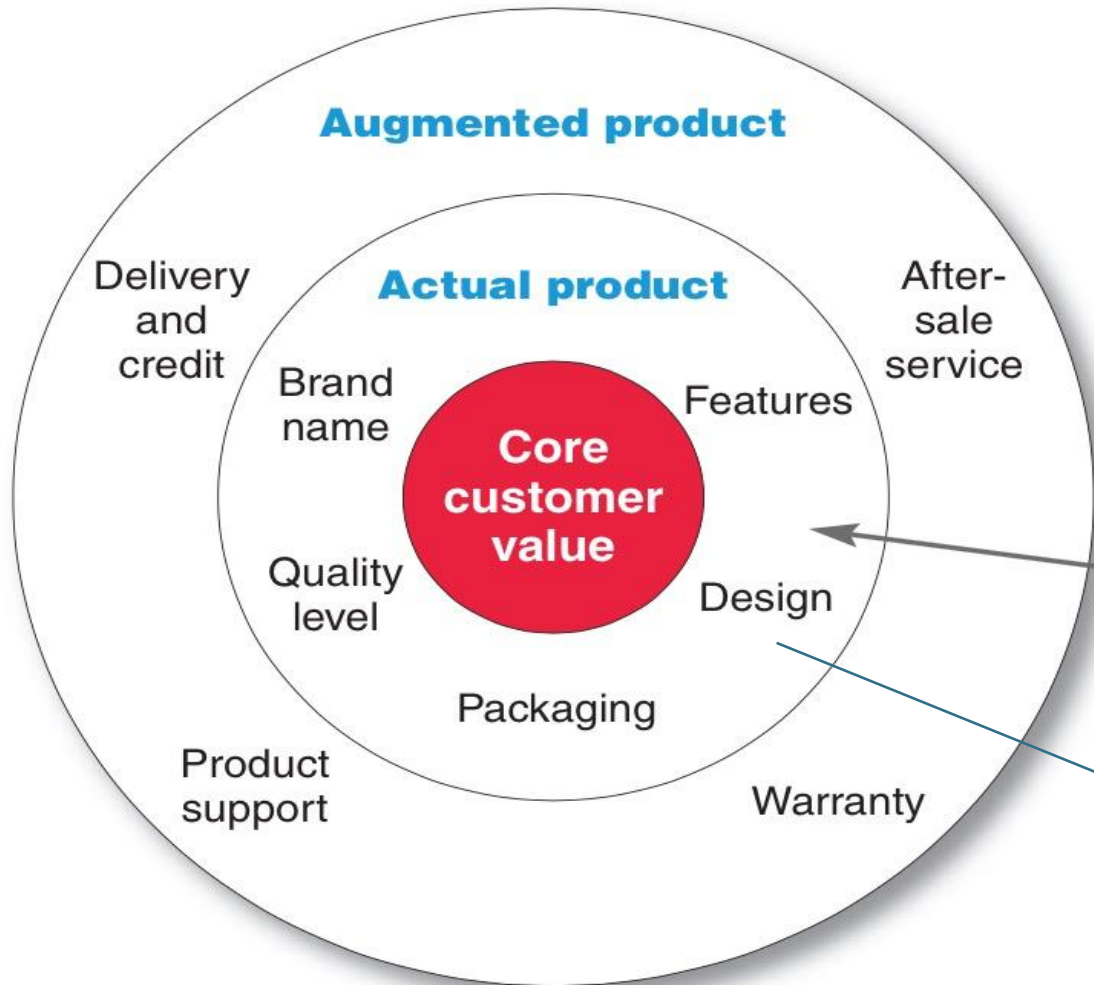 Augmented product
Delivery
and
credit
After-
sale
service
Actual product
Brand
name
Features
Core
customer
value
Quality
level
Design
Packaging
Product
support
Warranty